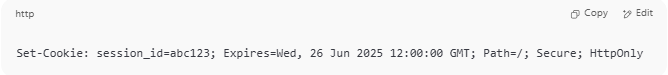 http
Copy
Edit
Set-Cookie: session_id=abc123; Expires=Wed, 26 Jun 2025 12:00:00 GMT; Path=/; Secure; HttpOnly